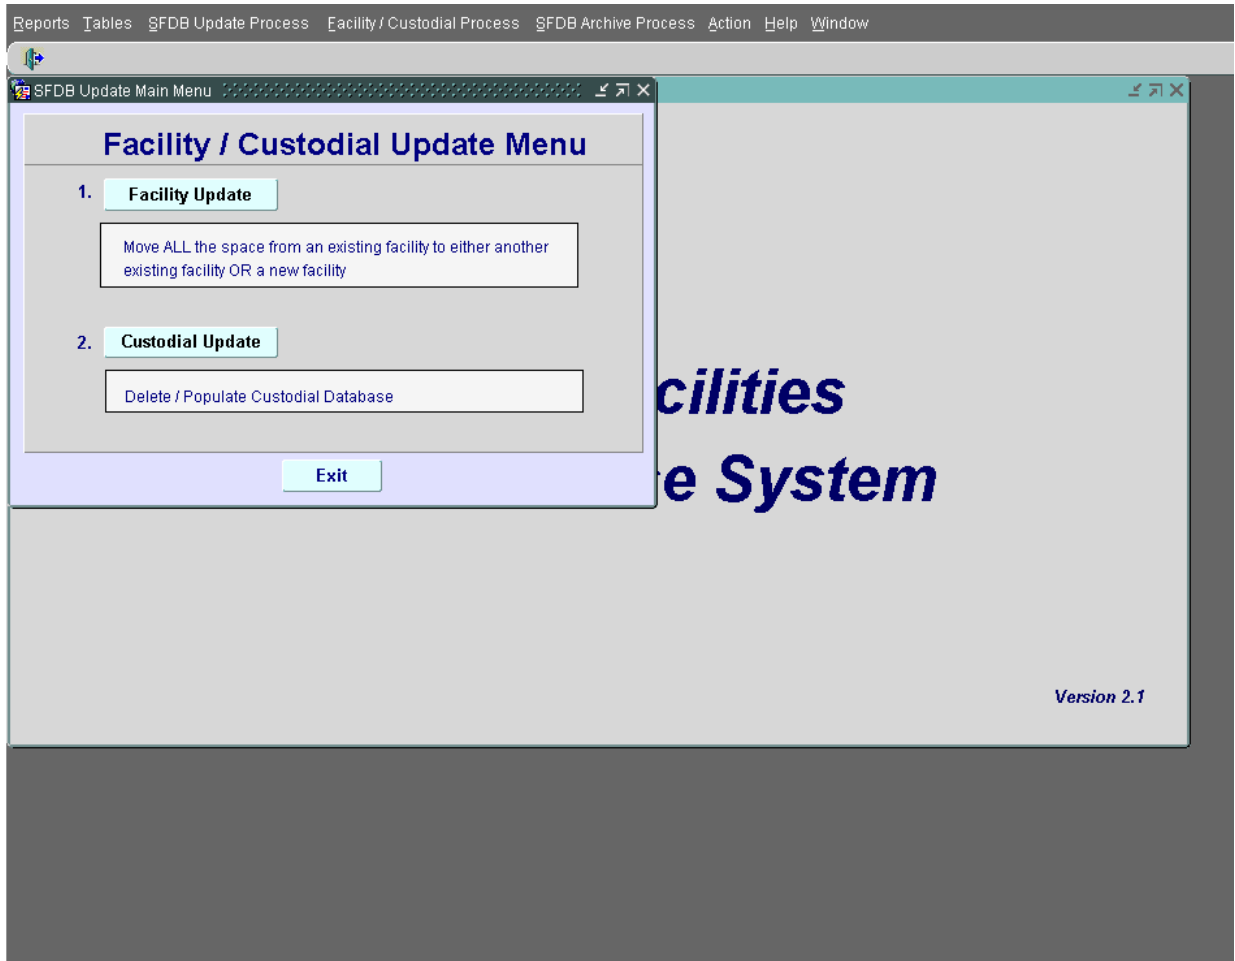 Reports Tables SFDB Update Process Facility / Custodial Process SFDB Archive Process Action Help Window
SFDB Update Main Menu
Facility / Custodial Update Menu
1. Facility Update
Move ALL the space from an existing facility to either another
existing facility OR a new facility
2. Custodial Update
Delete / Populate Custodial Database
Exit
cilities
e System
Version 2.1